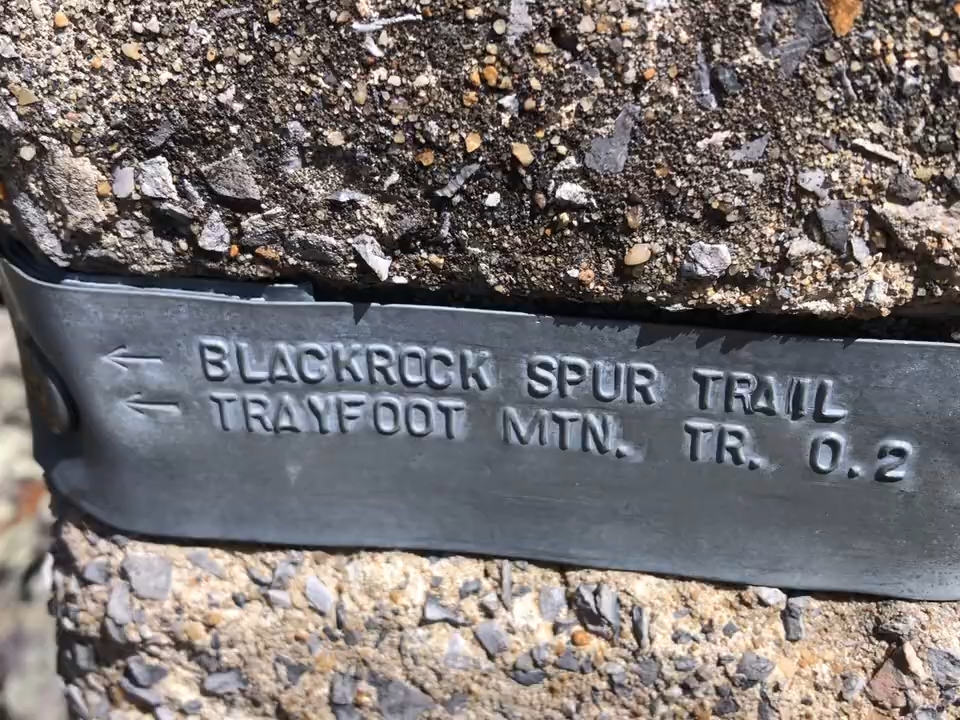 ← BLACKROCK SPUR TRAIL
← TRAYFOOT MTN. TR. 0.2